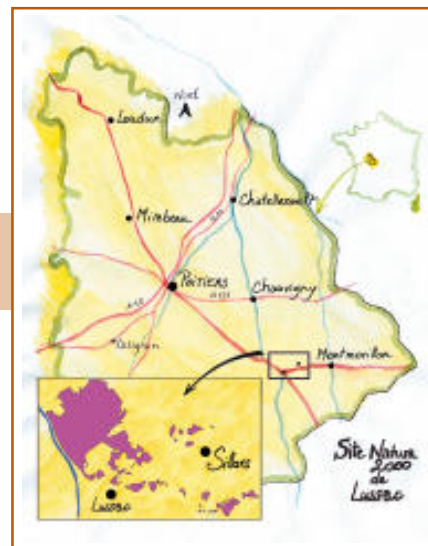 Nord
Loudun
Mirebeau
Chatellerault
POITIERS
Chauvigny
Montmorillon
Sillars
Lussac
Site Natura
2000
de
Lussac